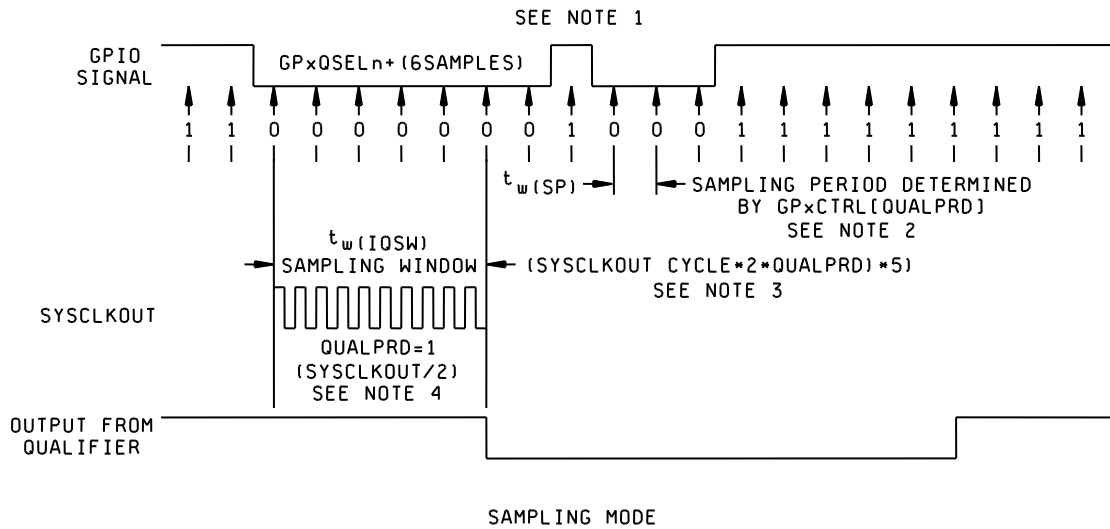 SEE NOTE 1
GPIO
SIGNAL
GPxQSELn+(6SAMPLES)
1 1 0 0 0 0 0 0 0 1 0 0 0 1 1 1 1 1 1 1 1 1
tw(SP)
SAMPLING PERIOD DETERMINED
BY GPxCTRL[QUALPRD]
SEE NOTE 2
tw(IQSW)
SAMPLING WINDOW
(SYSCLKOUT CYCLE*2*QUALPRD)*5)
SEE NOTE 3
SYSCLKOUT
QUALPRD=1
(SYSCLKOUT/2)
SEE NOTE 4
OUTPUT FROM
QUALIFIER
SAMPLING MODE